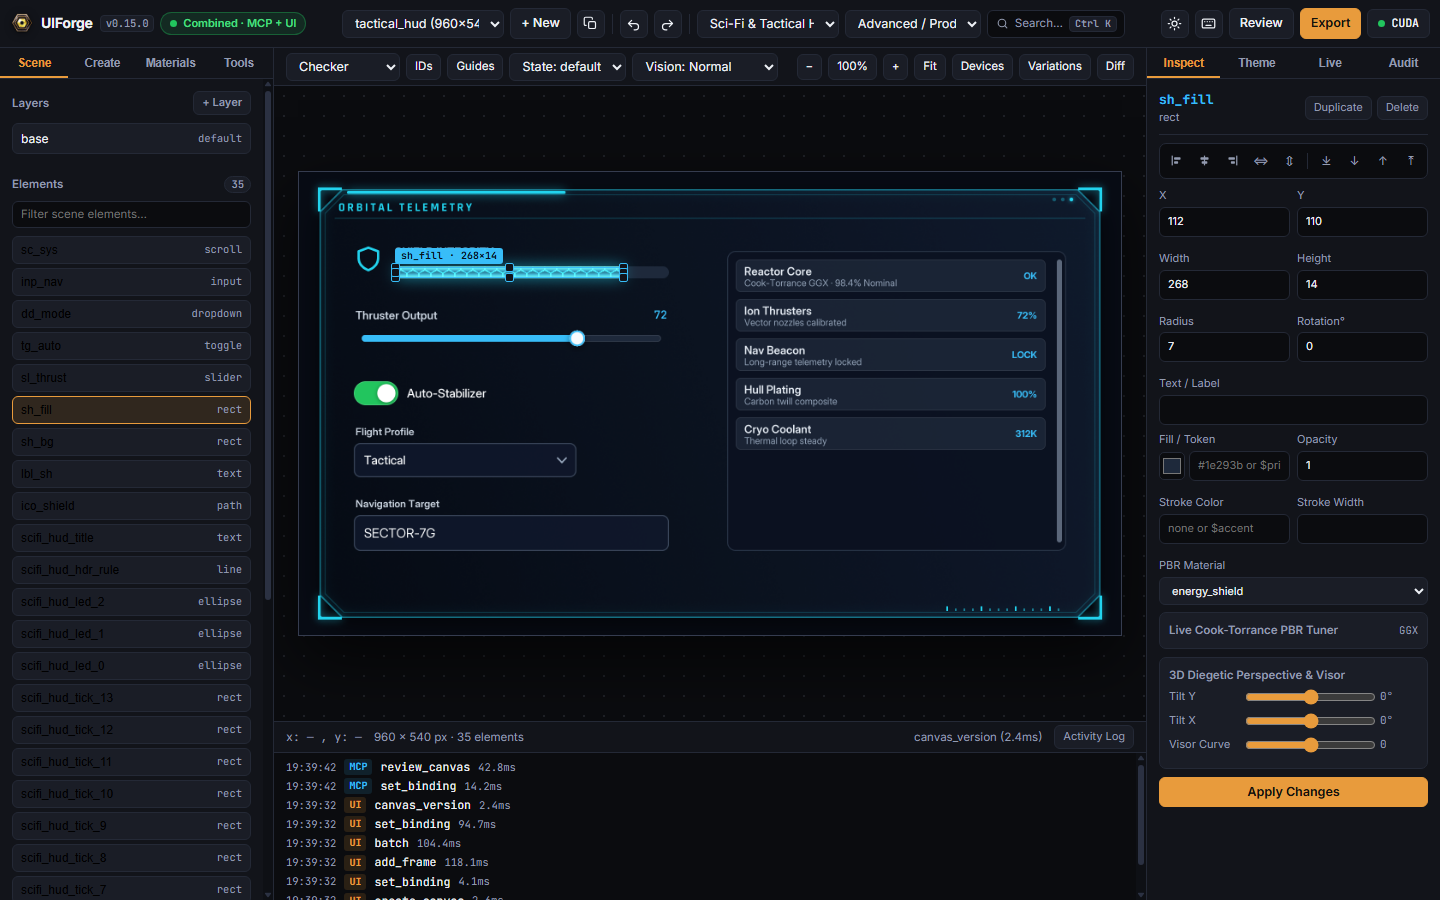 UIForge v0.15.0 Combined · MCP + UI tactical_hud (960×54 + New Sci-Fi & Tactical H Advanced / Prod Search... Ctrl K Review Export CUDA
Scene Create Materials Tools
Checker IDs Guides State: default Vision: Normal − 100% + Fit Devices Variations Diff
Inspect Theme Live Audit
Layers + Layer
base default
Elements 35
Filter scene elements...
sc_sys scroll
inp_nav input
dd_mode dropdown
tg_auto toggle
sl_thrust slider
sh_fill rect
sh_bg rect
lbl_sh text
ico_shield path
scifi_hud_title text
scifi_hud_hdr_rule line
scifi_hud_led_2 ellipse
scifi_hud_led_1 ellipse
scifi_hud_led_0 ellipse
scifi_hud_tick_13 rect
scifi_hud_tick_12 rect
scifi_hud_tick_11 rect
scifi_hud_tick_10 rect
scifi_hud_tick_9 rect
scifi_hud_tick_8 rect
scifi_hud_tick_7 rect
ORBITAL TELEMETRY
sh_fill · 268×14
Thruster Output 72
Auto-Stabilizer
Flight Profile
Tactical
Navigation Target
SECTOR-7G
Reactor Core
Cook-Torrance GGX · 98.4% Nominal
OK
Ion Thrusters
Vector nozzles calibrated
72%
Nav Beacon
Long-range telemetry locked
LOCK
Hull Plating
Carbon twill composite
100%
Cryo Coolant
Thermal loop steady
312K
x: — , y: — 960 × 540 px · 35 elements canvas_version (2.4ms) Activity Log
19:39:42 MCP review_canvas 42.8ms
19:39:42 MCP set_binding 14.2ms
19:39:32 UI canvas_version 2.4ms
19:39:32 UI set_binding 94.7ms
19:39:32 UI batch 104.4ms
19:39:32 UI add_frame 118.1ms
19:39:32 UI set_binding 4.1ms
sh_fill Duplicate Delete
rect
X Y
112 110
Width Height
268 14
Radius Rotation°
7 0
Text / Label
Fill / Token Opacity
#1e293b or $pri 1
Stroke Color Stroke Width
none or $accent
PBR Material
energy_shield
Live Cook-Torrance PBR Tuner GGX
3D Diegetic Perspective & Visor
Tilt Y 0°
Tilt X 0°
Visor Curve 0
Apply Changes